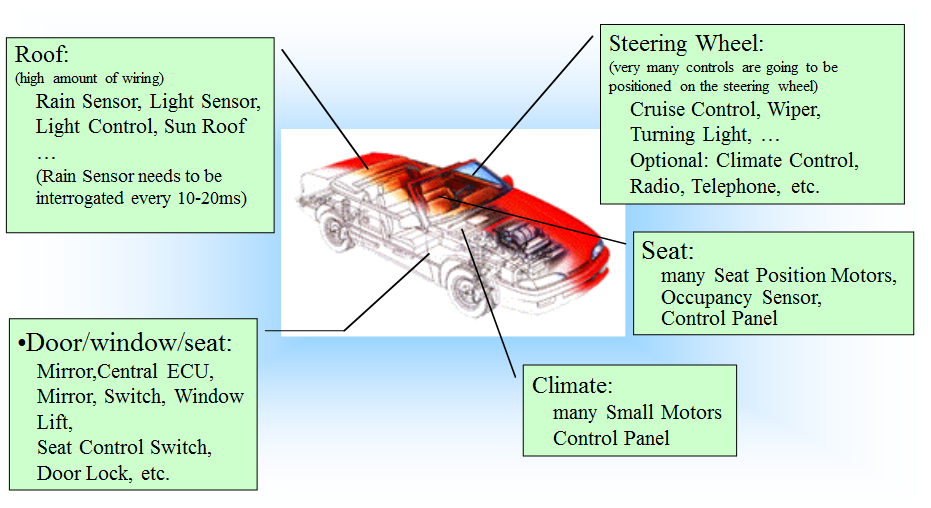 Roof:
(high amount of wiring)
Rain Sensor, Light Sensor,
Light Control, Sun Roof
…
(Rain Sensor needs to be
interrogated every 10-20ms)
Steering Wheel:
(very many controls are going to be
positioned on the steering wheel)
Cruise Control, Wiper,
Turning Light, …
Optional: Climate Control,
Radio, Telephone, etc.
Seat:
many Seat Position Motors,
Occupancy Sensor,
Control Panel
•Door/window/seat:
Mirror,Central ECU,
Mirror, Switch, Window
Lift,
Seat Control Switch,
Door Lock, etc.
Climate:
many Small Motors
Control Panel